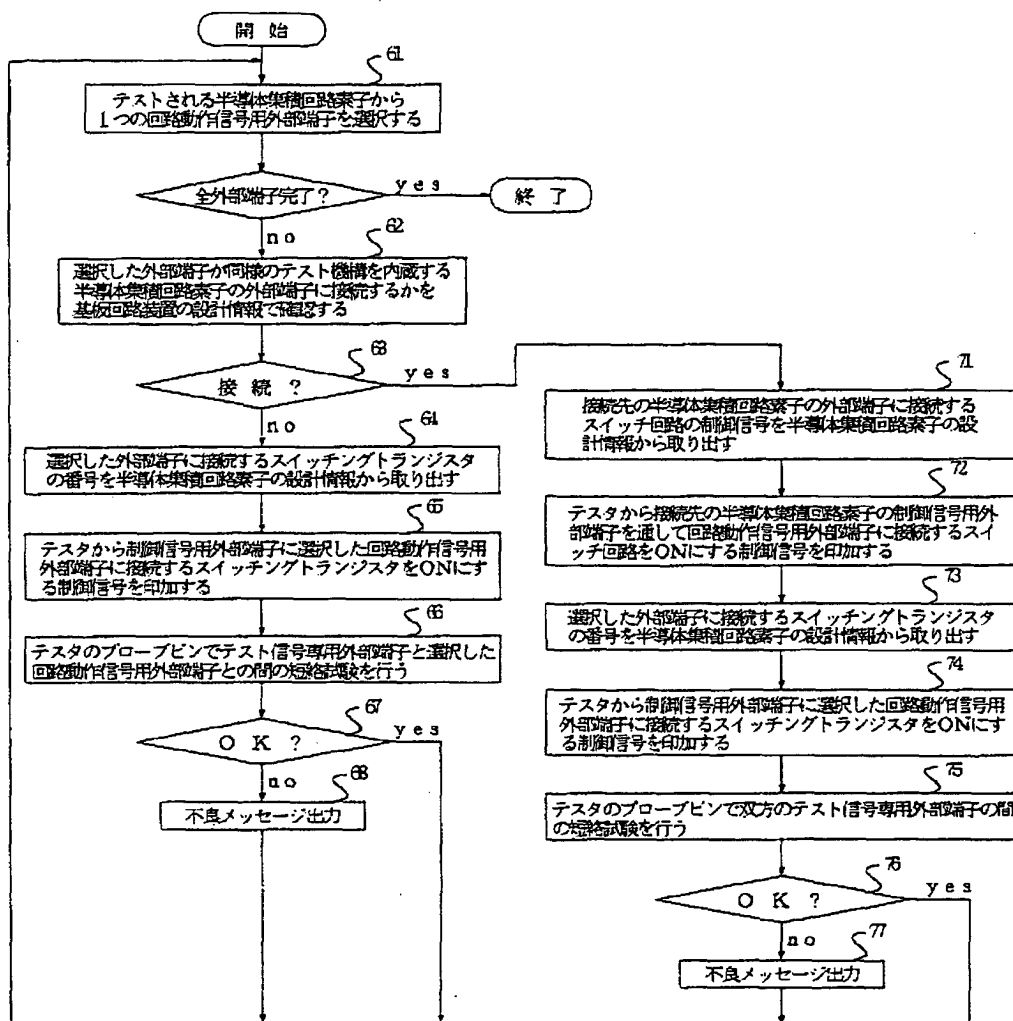 開 始
61
テストされる半導体集積回路素子から
1つの回路動作信号用外部端子を選択する
全外部端子完了?
yes
終 了
no
62
選択した外部端子が同様のテスト機構を内蔵する
半導体集積回路素子の外部端子に接続するかを
基板回路装置の設計情報で確認する
63
接 続 ?
yes
no
64
選択した外部端子に接続するスイッチングトランジスタ
の番号を半導体集積回路素子の設計情報から取り出す
65
テスタから制御信号用外部端子に選択した回路動作信号用
外部端子に接続するスイッチングトランジスタをONにす
る制御信号を印加する
66
テスタのプローブピンでテスト信号専用外部端子と選択した
回路動作信号用外部端子との間の短絡試験を行う
67
O K ?
yes
no
68
不良メッセージ出力
71
接続先の半導体集積回路素子の外部端子に接続する
スイッチ回路の制御信号を半導体集積回路素子の設
計情報から取り出す
72
テスタから接続先の半導体集積回路素子の制御信号用外
部端子を通して回路動作信号用外部端子に接続するスイ
ッチ回路をONにする制御信号を印加する
73
選択した外部端子に接続するスイッチングトランジスタ
の番号を半導体集積回路素子の設計情報から取り出す
74
テスタから制御信号用外部端子に選択した回路動作信号用
外部端子に接続するスイッチングトランジスタをONにす
る制御信号を印加する
75
テスタのプローブピンで双方のテスト信号専用外部端子の間
の短絡試験を行う
76
O K ?
yes
no
77
不良メッセージ出力